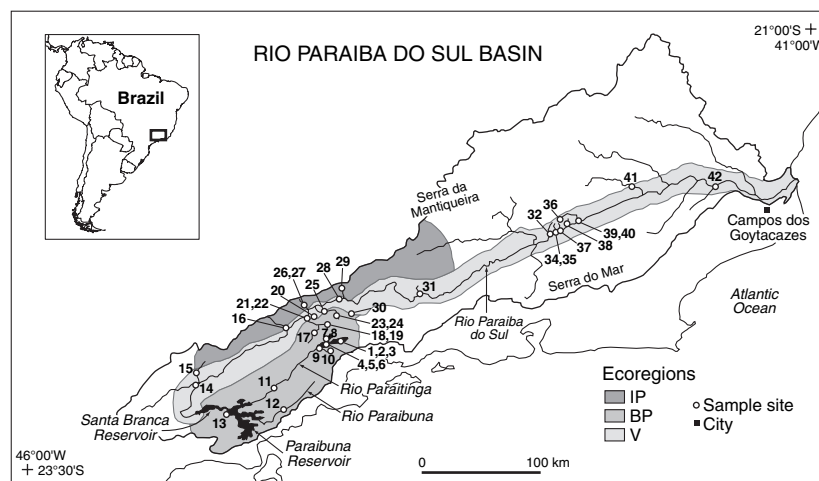 RIO PARAIBA DO SUL BASIN
21°00'S +
41°00'W
Brazil
Serra da
Mantiqueira
41
42
36
32
Campos dos
Goytacazes
39,40
38
37
34,35
28
29
26,27
25
20
21,22
16
31
30
Serra do Mar
Atlantic
Ocean
Rio Paraiba
do Sul
23,24
18,19
17
7,8
1,2,3
9
10
4,5,6
15
14
11
12
13
Rio Paraitinga
Rio Paraibuna
Santa Branca
Reservoir
Paraibuna
Reservoir
Ecoregions
IP
BP
V
Sample site
City
46°00'W
+ 23°30'S
0
100 km